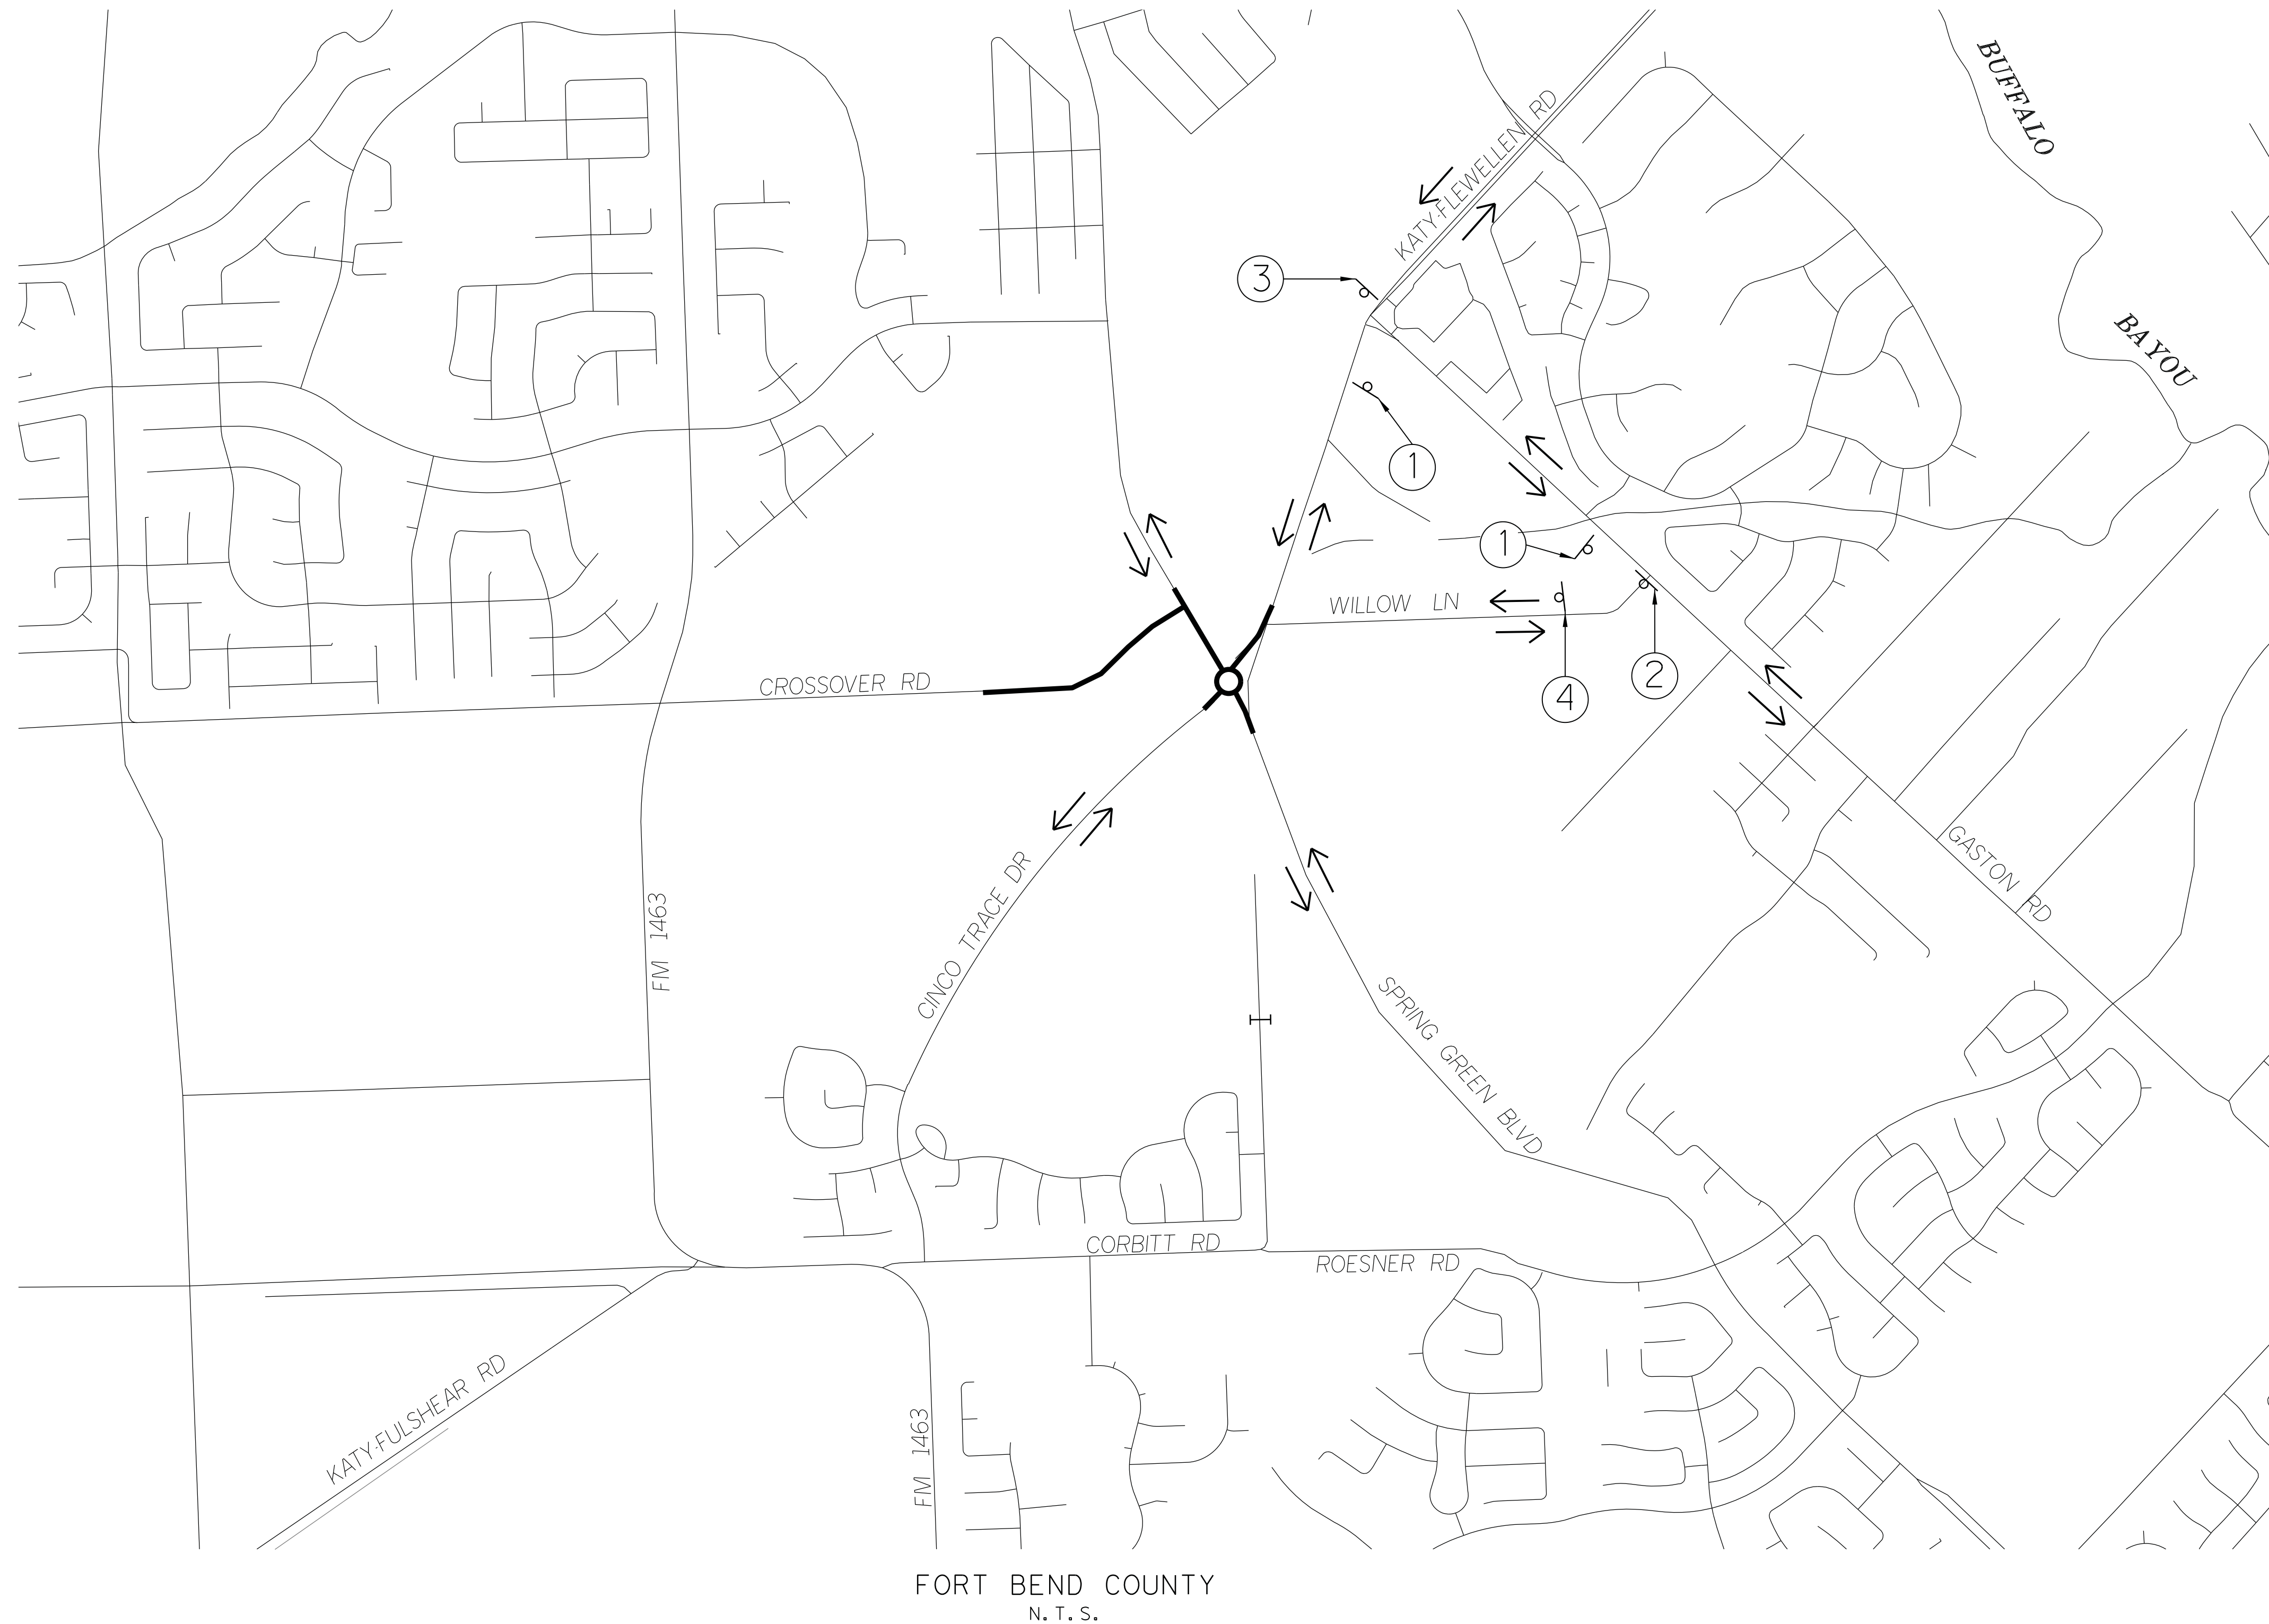 BUFFALO
BAYOU
KATY-FLEWELLEN RD
3
1
1
WILLOW LN
2
4
CROSSOVER RD
GASTON RD
CINCO TRACE DR
FM 1463
SPRING GREEN BLVD
CORBITT RD
ROESNER RD
KATY-FULSHEAR RD
FM 1463
FORT BEND COUNTY
N.T.S.